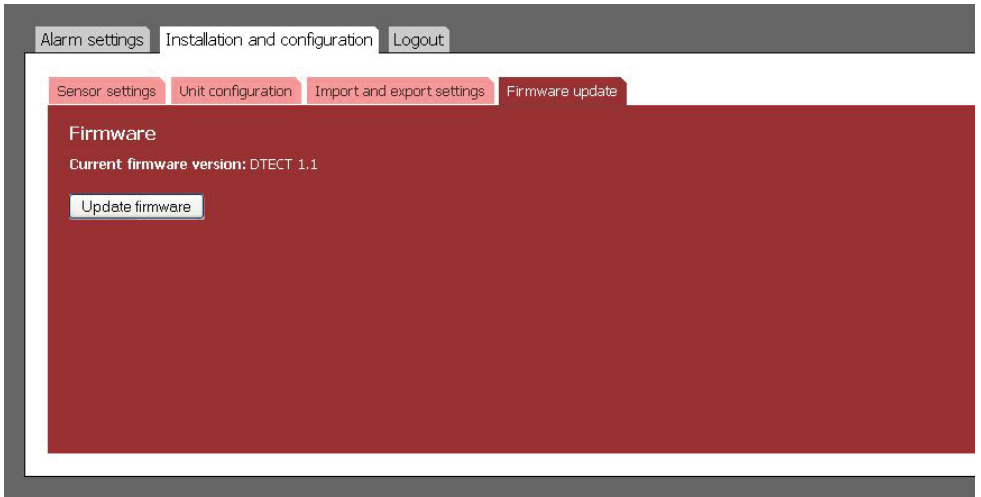 Alarm settings Installation and configuration Logout
Sensor settings Unit configuration Import and export settings Firmware update
Firmware
Current firmware version: DTECT 1.1
Update firmware